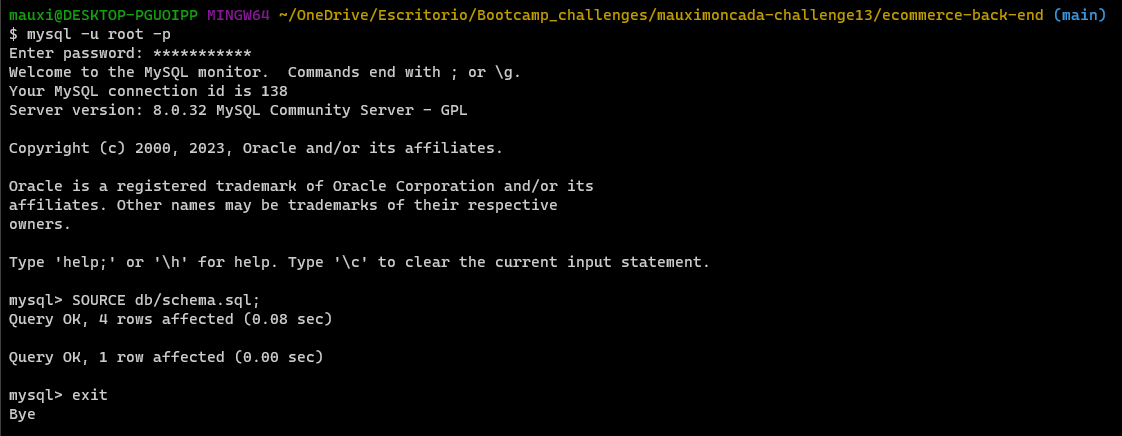 mauxi@DESKTOP-PGUOIPP MINGW64 ~/OneDrive/Escritorio/Bootcamp_challenges/mauximoncada-challenge13/ecommerce-back-end (main)
$ mysql -u root -p
Enter password: ***********
Welcome to the MySQL monitor.  Commands end with ; or \g.
Your MySQL connection id is 138
Server version: 8.0.32 MySQL Community Server - GPL

Copyright (c) 2000, 2023, Oracle and/or its affiliates.

Oracle is a registered trademark of Oracle Corporation and/or its
affiliates. Other names may be trademarks of their respective
owners.

Type 'help;' or '\h' for help. Type '\c' to clear the current input statement.

mysql> SOURCE db/schema.sql;
Query OK, 4 rows affected (0.08 sec)

Query OK, 1 row affected (0.00 sec)

mysql> exit
Bye